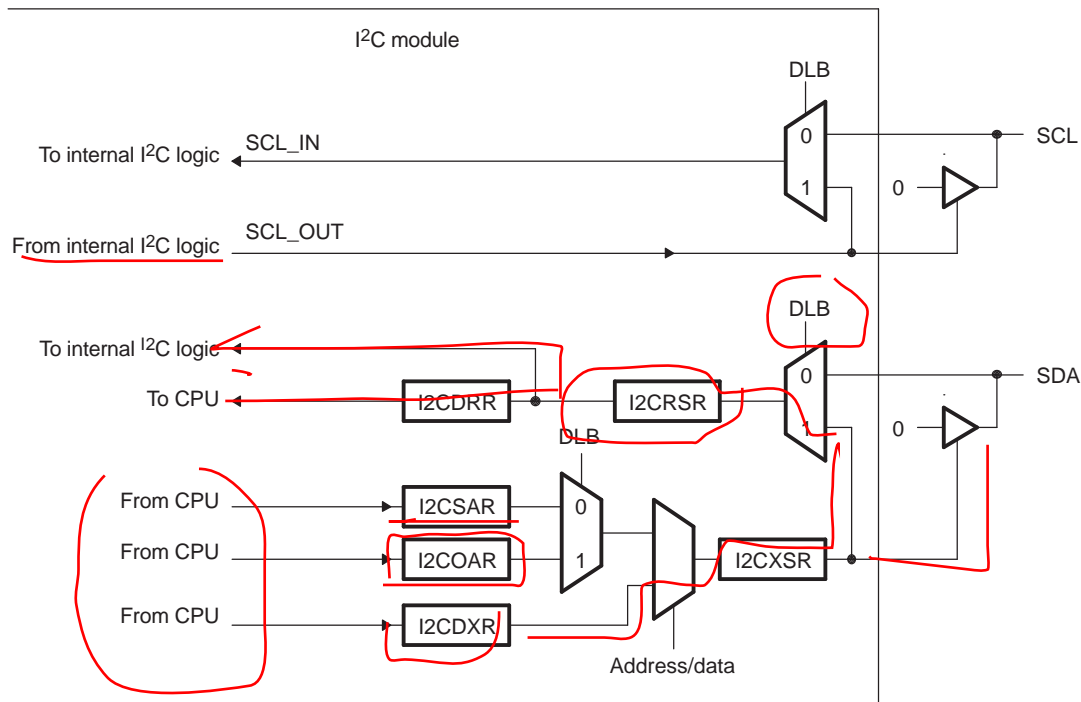 I²C module
DLB
0
SCL
To internal I²C logic
SCL_IN
1
0
From internal I²C logic
SCL_OUT
DLB
To internal I²C logic
0
SDA
To CPU
I2CDRR
I2CRSR
1
0
DLB
From CPU
I2CSAR
0
From CPU
I2COAR
1
I2CXSR
From CPU
I2CDXR
Address/data